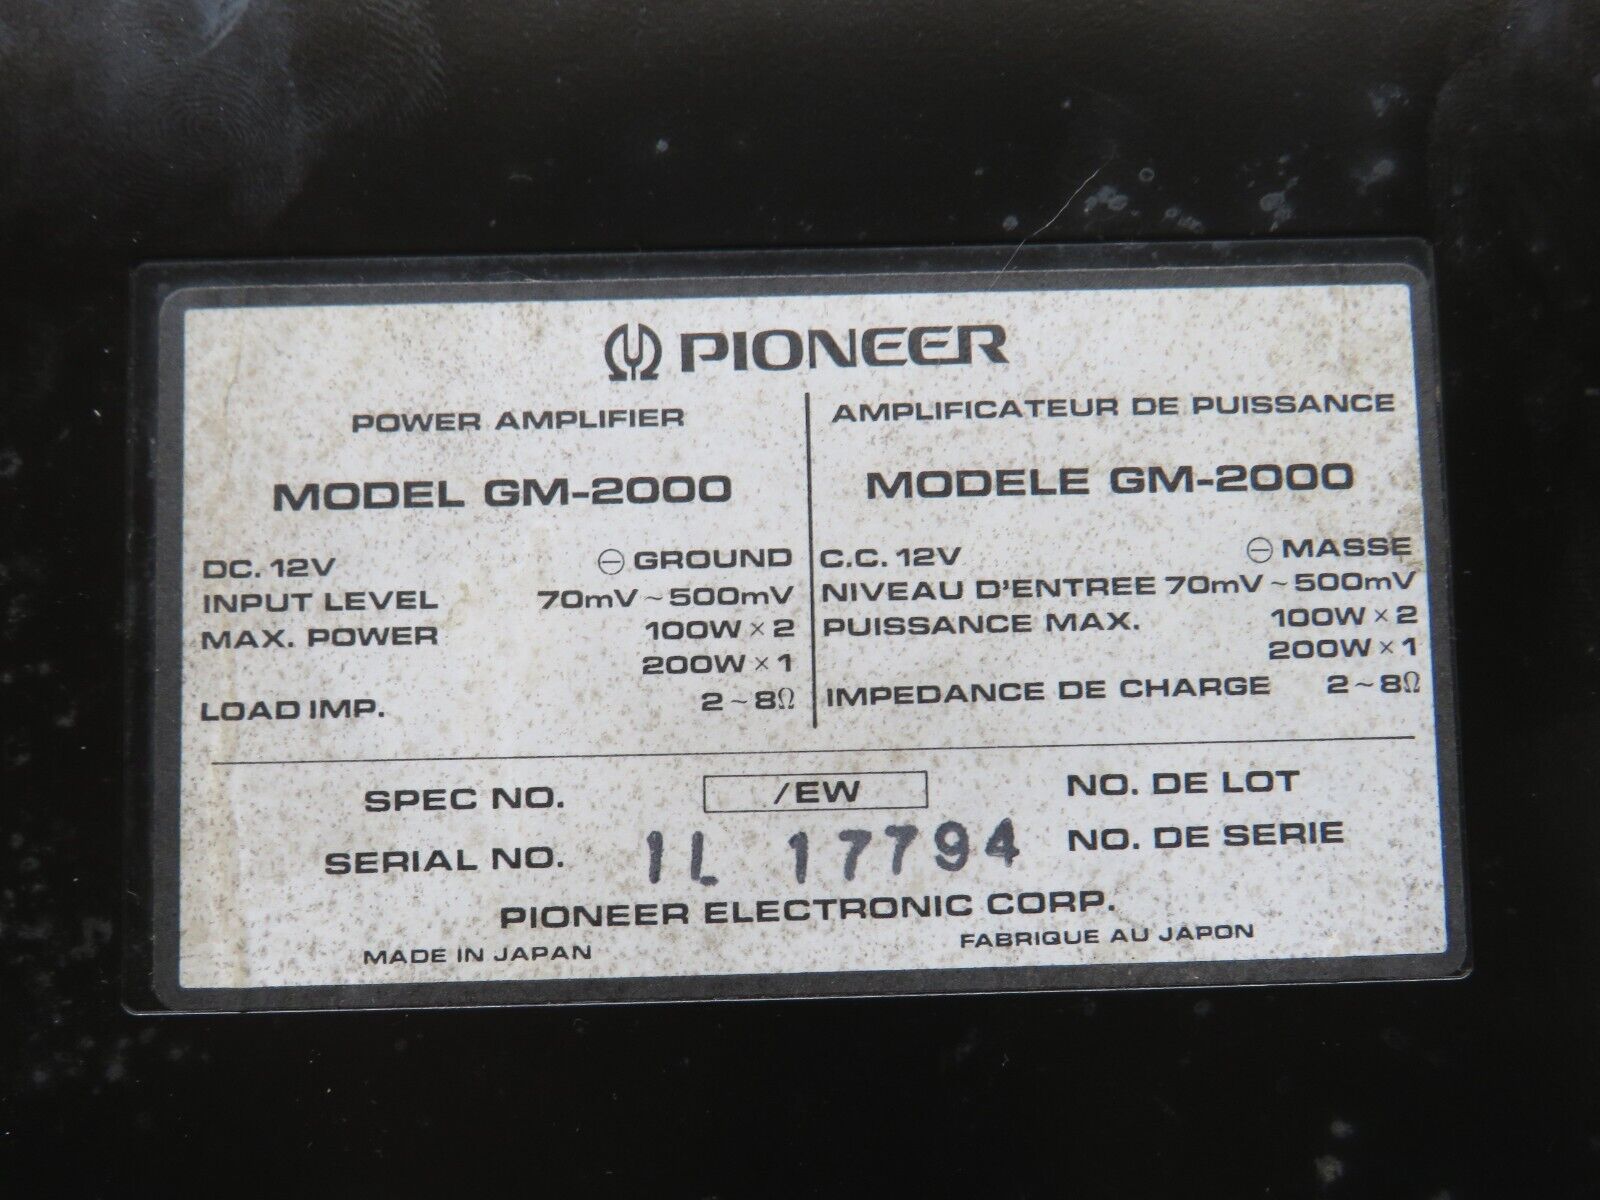 PIONEER
POWER AMPLIFIER
MODEL GM-2000
DC. 12V ⊖ GROUND
INPUT LEVEL 70mV ~ 500mV
MAX. POWER 100W × 2
200W × 1
LOAD IMP. 2 ~ 8Ω
AMPLIFICATEUR DE PUISSANCE
MODELE GM-2000
C.C. 12V ⊖ MASSE
NIVEAU D'ENTREE 70mV ~ 500mV
PUISSANCE MAX. 100W × 2
200W × 1
IMPEDANCE DE CHARGE 2 ~ 8Ω
SPEC NO. /EW NO. DE LOT
SERIAL NO. 1L 17794 NO. DE SERIE
PIONEER ELECTRONIC CORP.
MADE IN JAPAN FABRIQUE AU JAPON